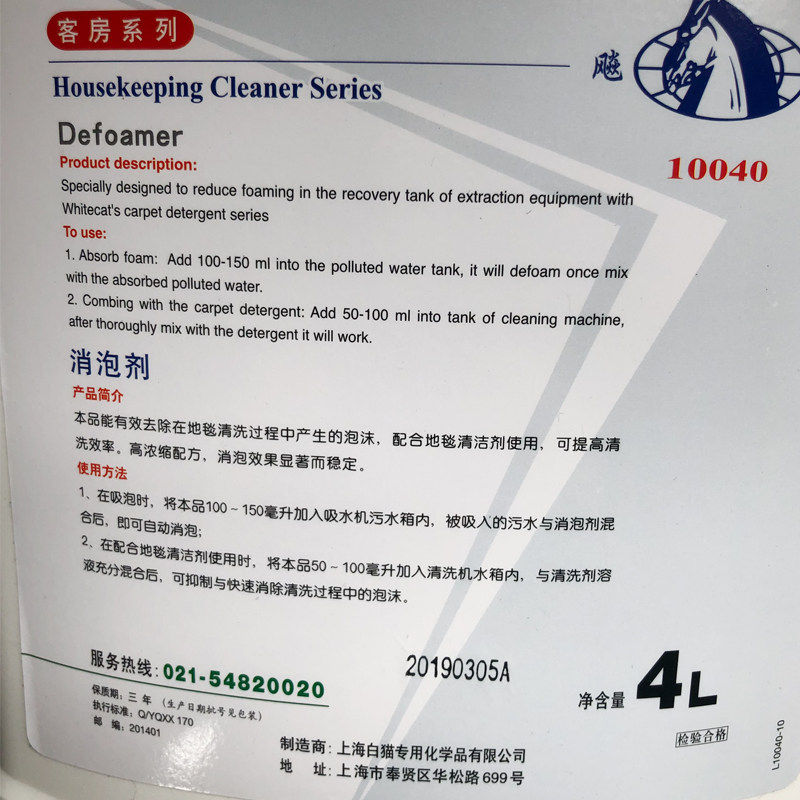 客房系列
飚
Housekeeping Cleaner Series
Defoamer
10040
Product description:
Specially designed to reduce foaming in the recovery tank of extraction equipment with
Whitecat's carpet detergent series
To use:
1. Absorb foam: Add 100-150 ml into the polluted water tank, it will defoam once mix
with the absorbed polluted water.
2. Combing with the carpet detergent: Add 50-100 ml into tank of cleaning machine,
after thoroughly mix with the detergent it will work.
消泡剂
产品简介
本品能有效去除在地毯清洗过程中产生的泡沫，配合地毯清洁剂使用，可提高清
洗效率。高浓缩配方，消泡效果显著而稳定。
使用方法
1、在吸泡时，将本品100～150毫升加入吸水机污水箱内，被吸入的污水与消泡剂混
合后，即可自动消泡；
2、在配合地毯清洁剂使用时，将本品50～100毫升加入清洗机水箱内，与清洗剂溶
液充分混合后，可抑制与快速消除清洗过程中的泡沫。
服务热线：021-54820020
20190305A
净含量 4L
保质期：三年（生产日期批号见包装）
执行标准：Q/YQXX 170
邮 编：201401
检验合格
制造商：上海白猫专用化学品有限公司
地 址：上海市奉贤区华松路699号
L10040-10